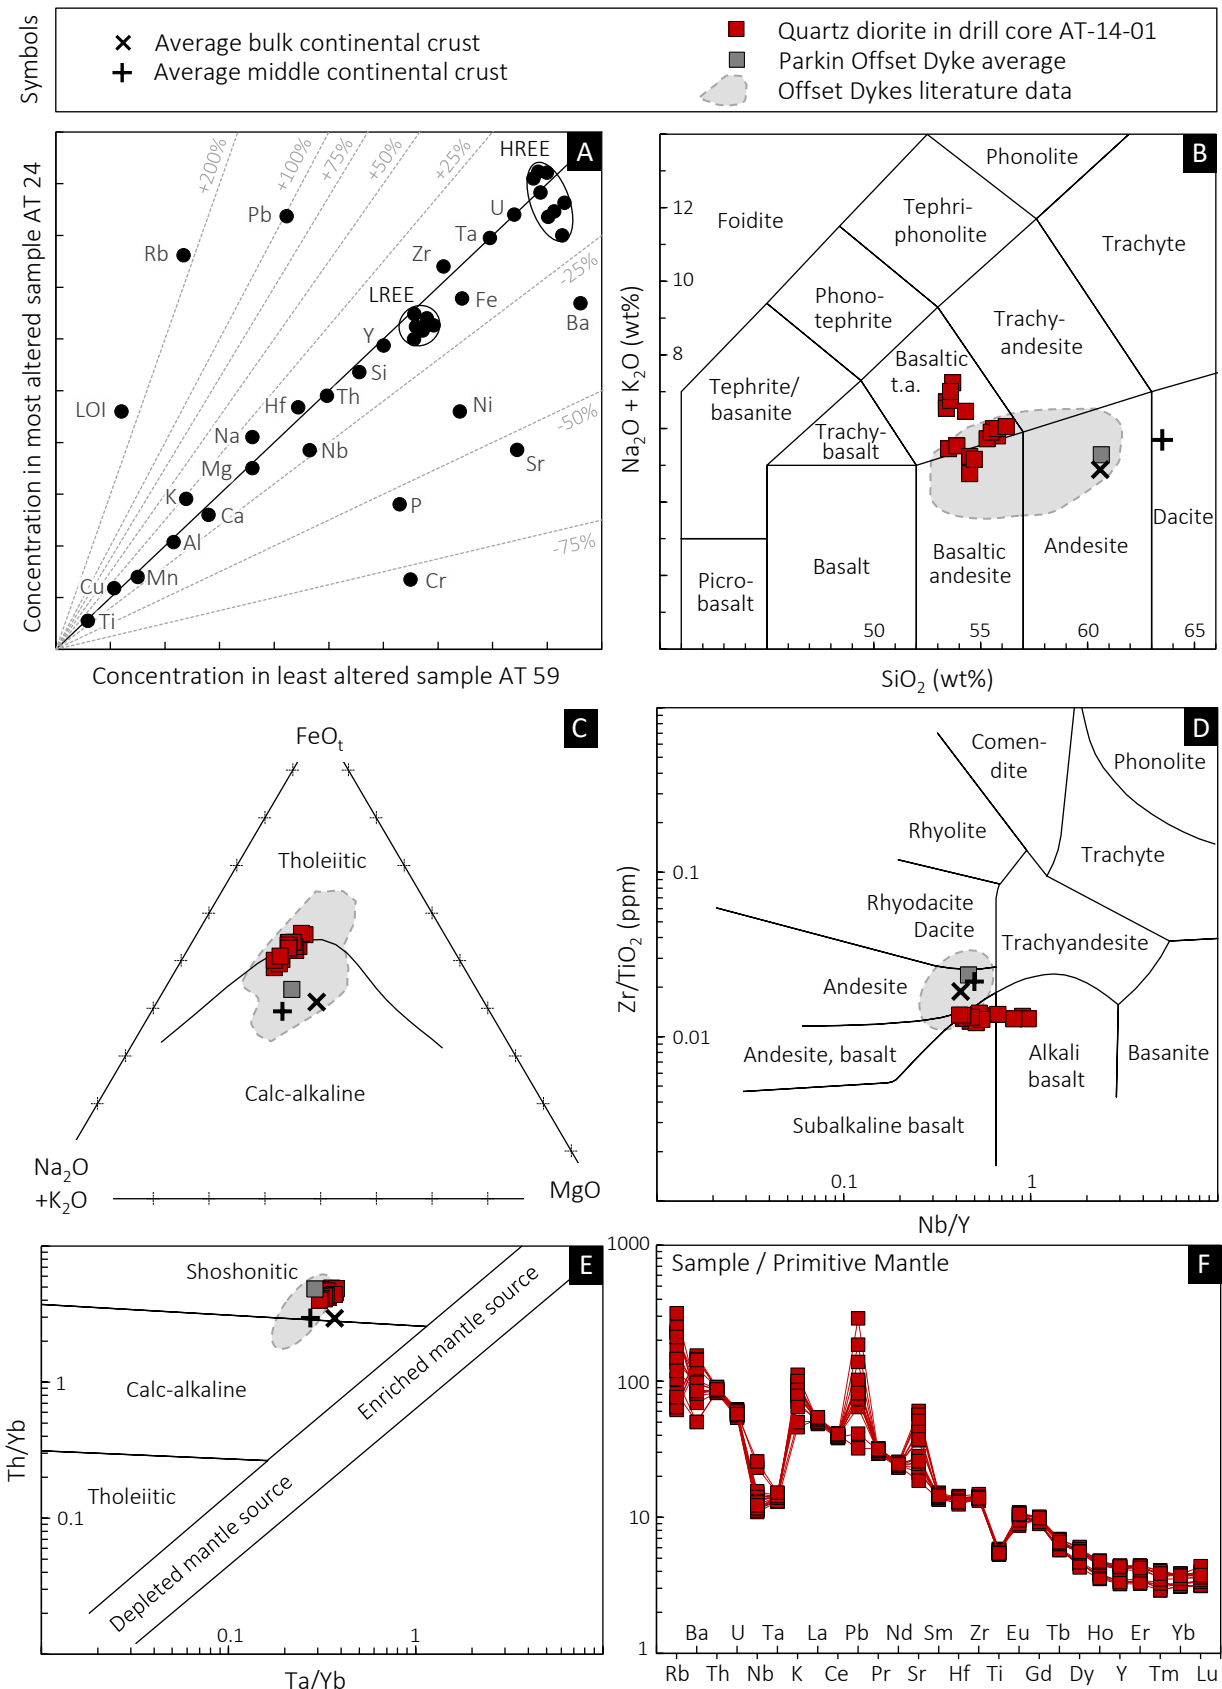 Symbols
Average bulk continental crust
Average middle continental crust
Quartz diorite in drill core AT-14-01
Parkin Offset Dyke average
Offset Dykes literature data
A
Concentration in most altered sample AT 24
Concentration in least altered sample AT 59
+200%
+100%
+75%
+50%
+25%
-25%
-50%
-75%
HREE
Pb
U
Rb
Ta
Zr
LREE
Fe
Ba
Y
Si
LOI
Hf
Th
Ni
Na
Nb
Sr
Mg
K
Ca
P
Al
Cu
Mn
Cr
Ti
B
Na2O + K2O (wt%)
SiO2 (wt%)
12
10
8
50
55
60
65
Phonolite
Foidite
Tephri-
phonolite
Trachyte
Phono-
tephrite
Trachy-
andesite
Basaltic
t.a.
Tephrite/
basanite
Trachy-
basalt
Dacite
Basalt
Basaltic
andesite
Andesite
Picro-
basalt
C
FeOt
Tholeiitic
Calc-alkaline
Na2O
+K2O
MgO
D
Zr/TiO2 (ppm)
Nb/Y
0.1
0.01
0.1
1
Comen-
dite
Phonolite
Rhyolite
Trachyte
Rhyodacite
Dacite
Trachyandesite
Andesite
Andesite, basalt
Alkali
basalt
Basanite
Subalkaline basalt
E
Th/Yb
Ta/Yb
1
0.1
0.1
1
Shoshonitic
Calc-alkaline
Tholeiitic
Enriched mantle source
Depleted mantle source
F
Sample / Primitive Mantle
1000
100
10
1
Ba
U
Ta
La
Pb
Nd
Sm
Zr
Eu
Tb
Ho
Er
Yb
Rb
Th
Nb
K
Ce
Pr
Sr
Hf
Ti
Gd
Dy
Y
Tm
Lu